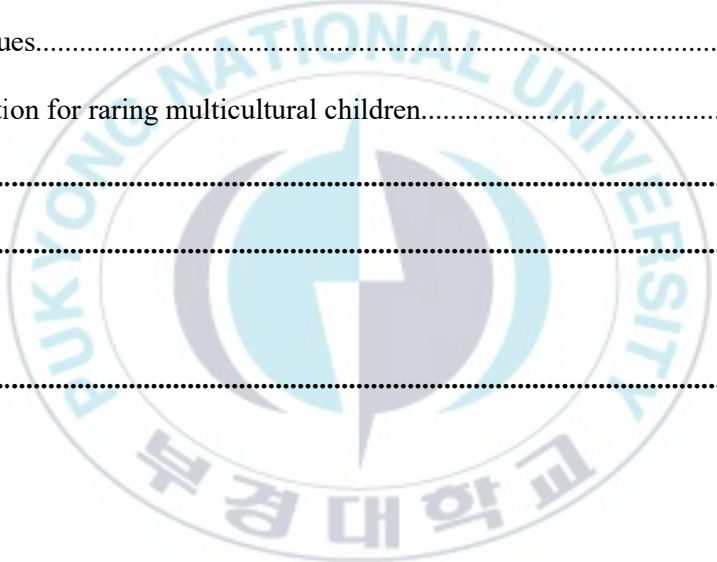 ues....................................................................................................
tion for raring multicultural children..........................................
....................................................................................................
....................................................................................................
....................................................................................................
PUKYONG NATIONAL UNIVERSITY
부경대학교